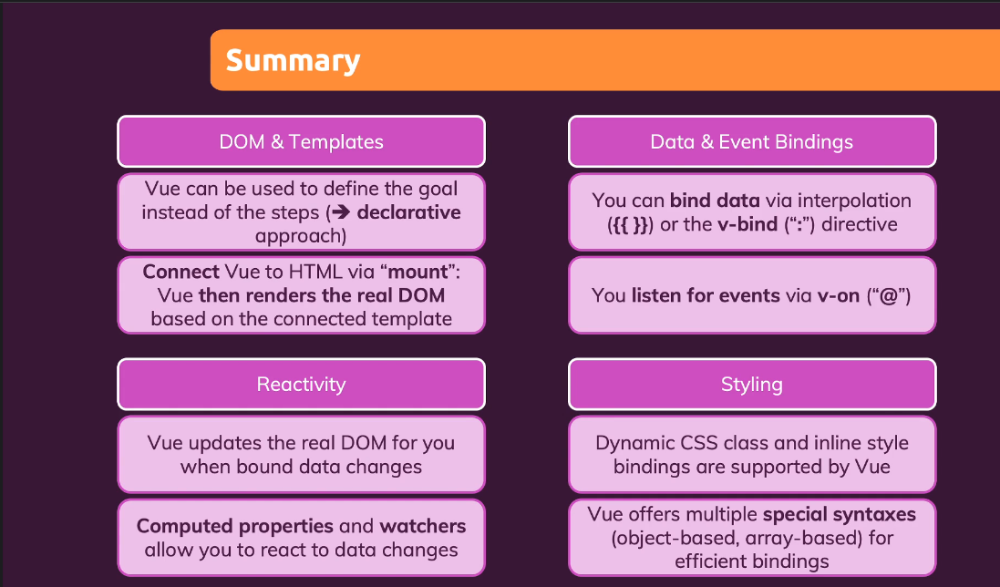 Summary
DOM & Templates
Vue can be used to define the goal
instead of the steps (➔ declarative
approach)
Connect Vue to HTML via “mount”:
Vue then renders the real DOM
based on the connected template
Data & Event Bindings
You can bind data via interpolation
({{ }}) or the v-bind (“:”) directive
You listen for events via v-on (“@”)
Reactivity
Vue updates the real DOM for you
when bound data changes
Computed properties and watchers
allow you to react to data changes
Styling
Dynamic CSS class and inline style
bindings are supported by Vue
Vue offers multiple special syntaxes
(object-based, array-based) for
efficient bindings